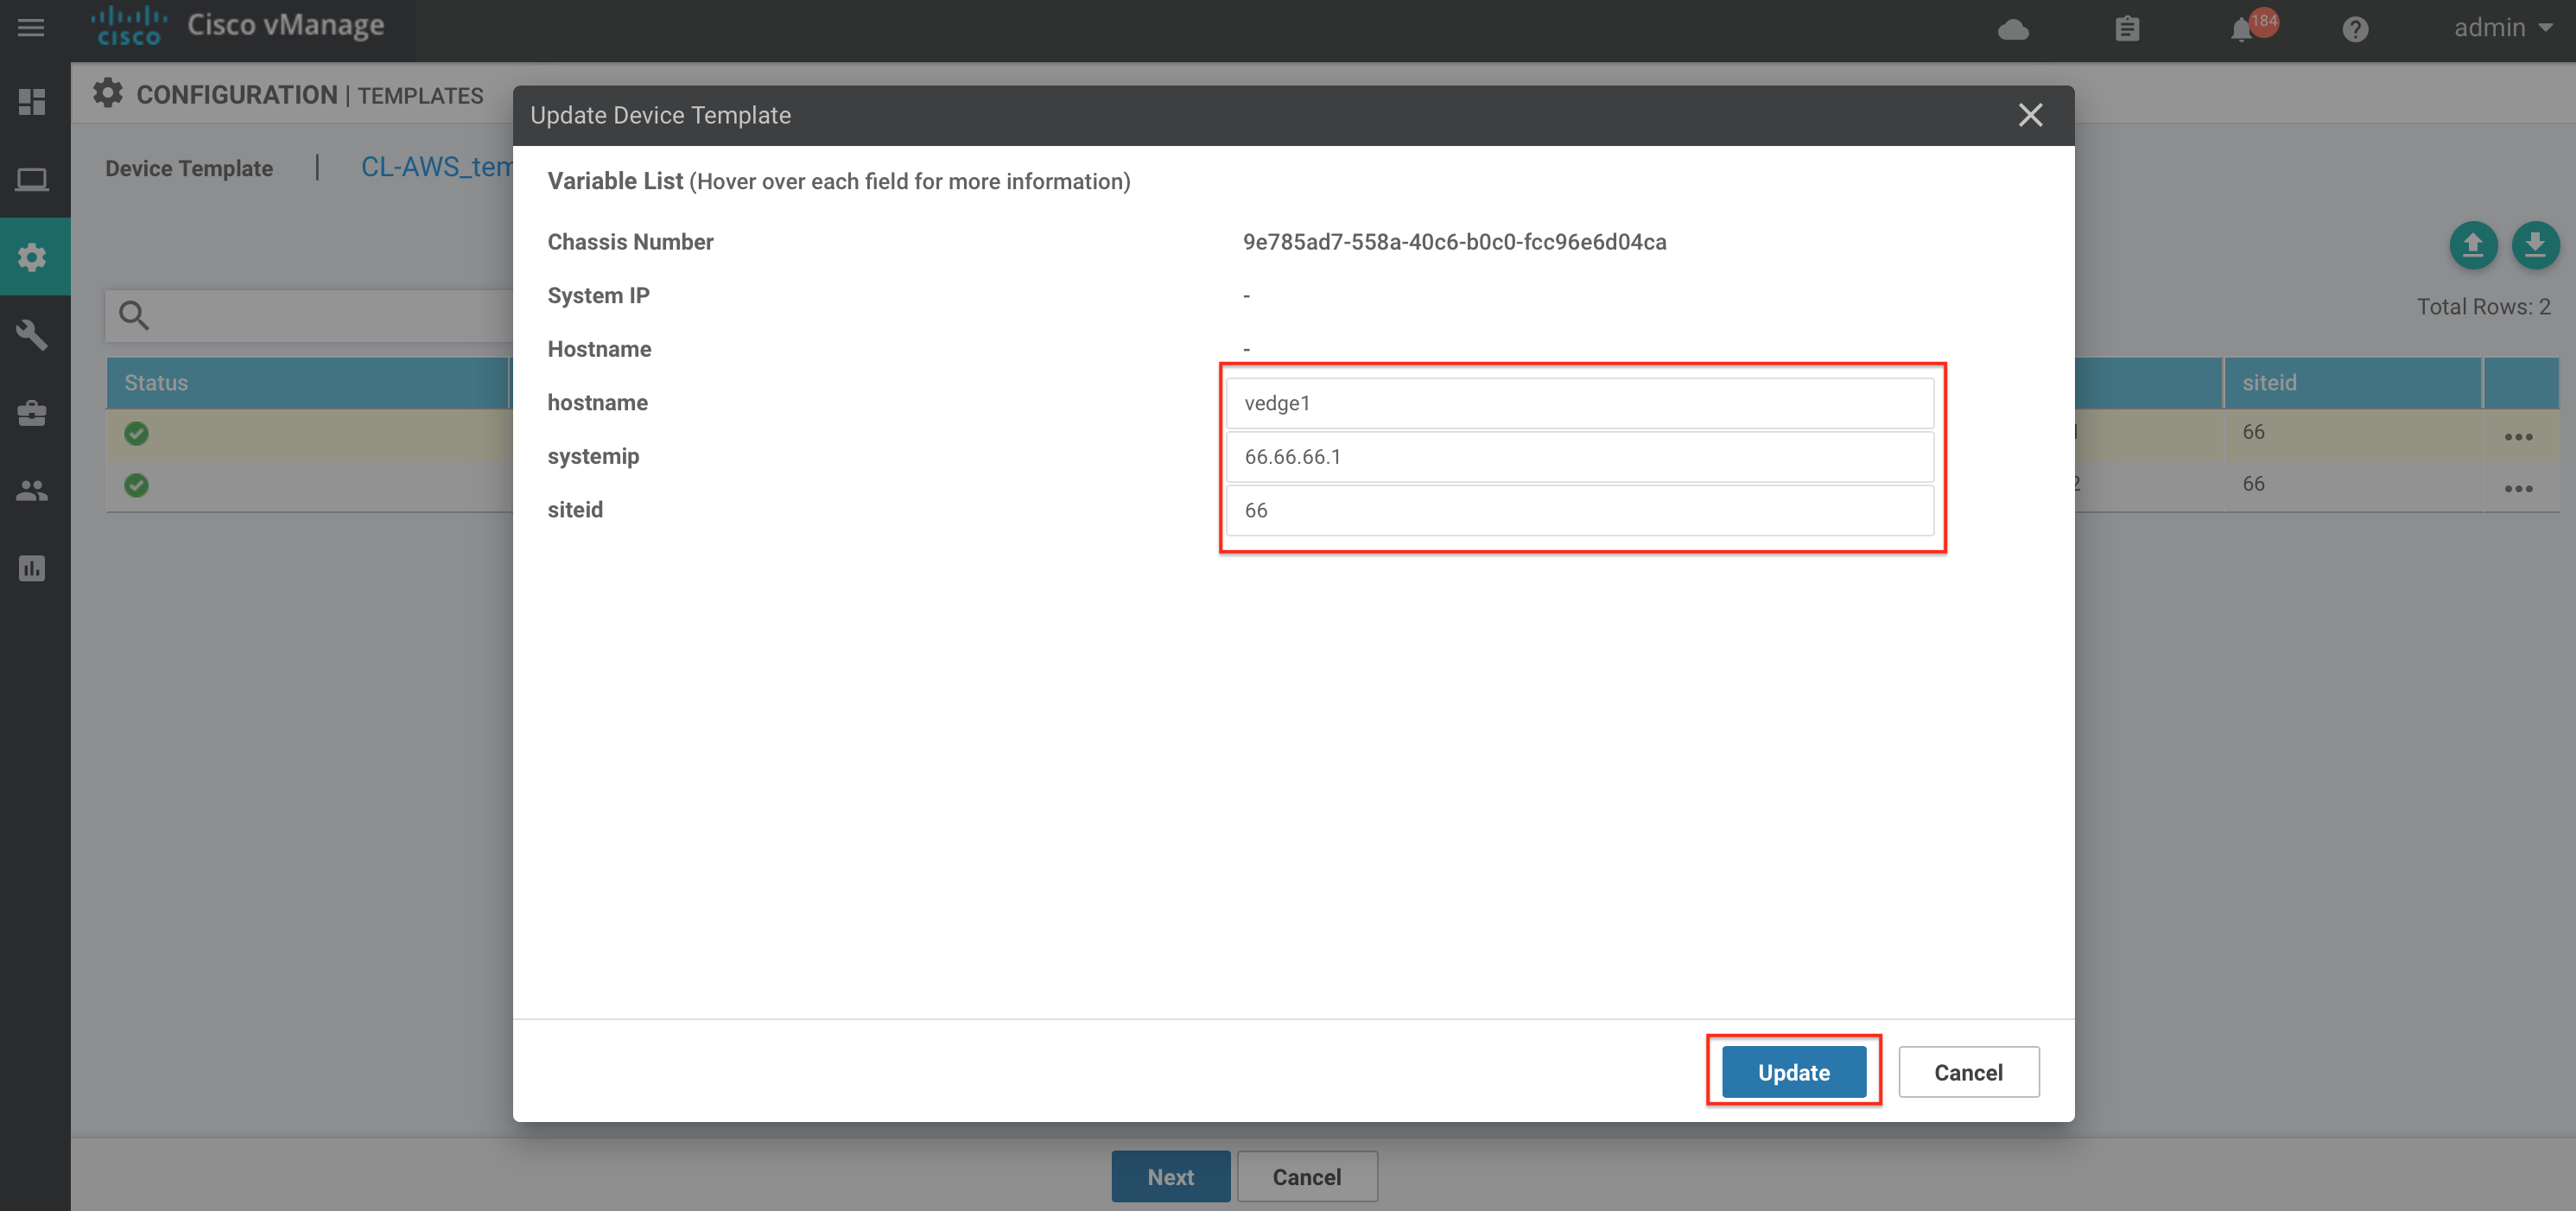 CISCO
Cisco vManage
184
admin
CONFIGURATION | TEMPLATES
Device Template | CL-AWS_tem
Total Rows: 2
Status
siteid
66
2
66
Update Device Template
Variable List (Hover over each field for more information)
Chassis Number 9e785ad7-558a-40c6-b0c0-fcc96e6d04ca
System IP -
Hostname -
hostname vedge1
systemip 66.66.66.1
siteid 66
Update Cancel
Next Cancel